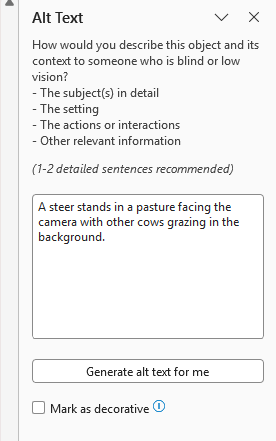 Alt Text
How would you describe this object and its
context to someone who is blind or low
vision?
- The subject(s) in detail
- The setting
- The actions or interactions
- Other relevant information
(1-2 detailed sentences recommended)
A steer stands in a pasture facing the
camera with other cows grazing in the
background.
Generate alt text for me
Mark as decorative